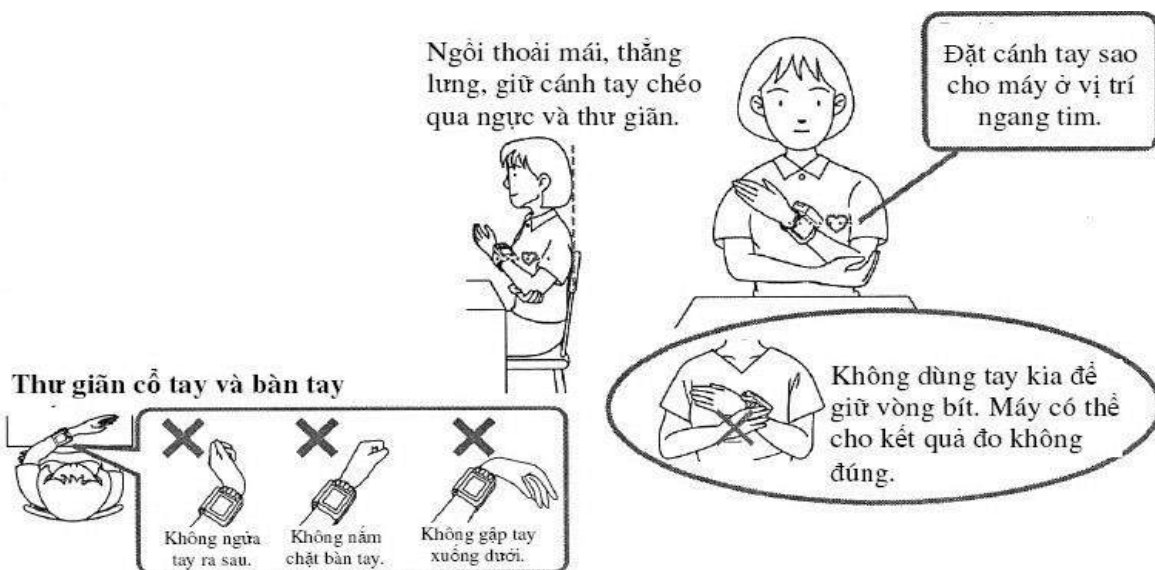 Ngồi thoải mái, thẳng
lưng, giữ cánh tay chéo
qua ngực và thư giãn.
Đặt cánh tay sao
cho máy ở vị trí
ngang tim.
Không dùng tay kia để
giữ vòng bít. Máy có thể
cho kết quả đo không
đúng.
Thư giãn cổ tay và bàn tay
Không ngửa
tay ra sau.
Không nắm
chặt bàn tay.
Không gập tay
xuống dưới.